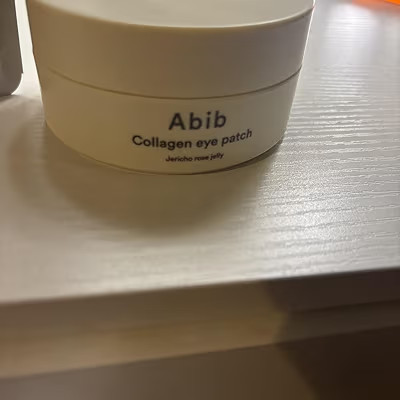 Abib
Collagen eye patch
Jericho rose jelly